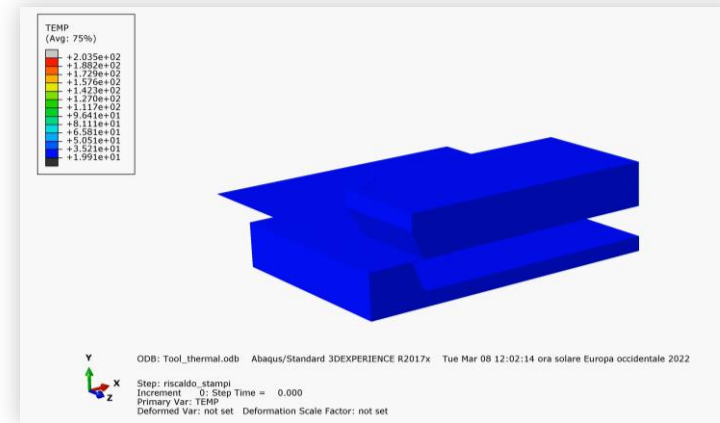 TEMP
(Avg: 75%)
+2.035e+02
+1.882e+02
+1.729e+02
+1.576e+02
+1.423e+02
+1.270e+02
+1.117e+02
+9.641e+01
+8.111e+01
+6.581e+01
+5.051e+01
+3.521e+01
+1.991e+01
Y
X
Z
ODB: Tool_thermal.odb Abaqus/Standard 3DEXPERIENCE R2017x Tue Mar 08 12:02:14 ora solare Europa occidentale 2022
Step: riscaldo_stampi
Increment 0: Step Time = 0.000
Primary Var: TEMP
Deformed Var: not set Deformation Scale Factor: not set